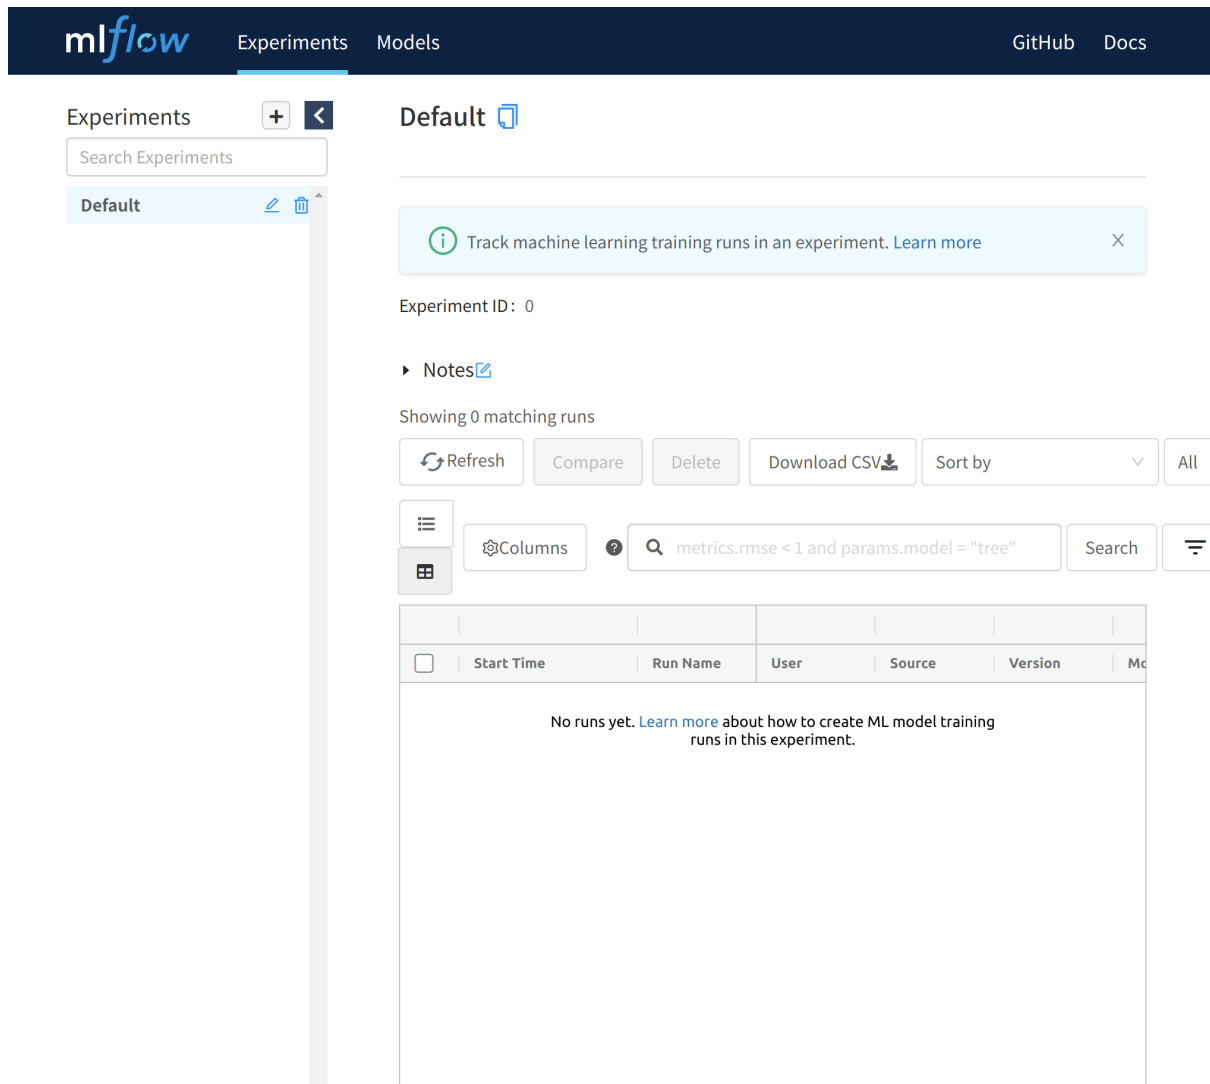 mlflow Experiments Models GitHub Docs
Experiments
Search Experiments
Default
Default
Track machine learning training runs in an experiment. Learn more
Experiment ID: 0
Notes
Showing 0 matching runs
Refresh Compare Delete Download CSV Sort by All
Columns metrics.rmse < 1 and params.model = "tree" Search
Start Time Run Name User Source Version Mo
No runs yet. Learn more about how to create ML model training
runs in this experiment.